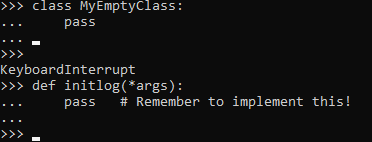 >>> class MyEmptyClass:
...     pass
...
>>>
KeyboardInterrupt
>>> def initlog(*args):
...     pass   # Remember to implement this!
...
>>>